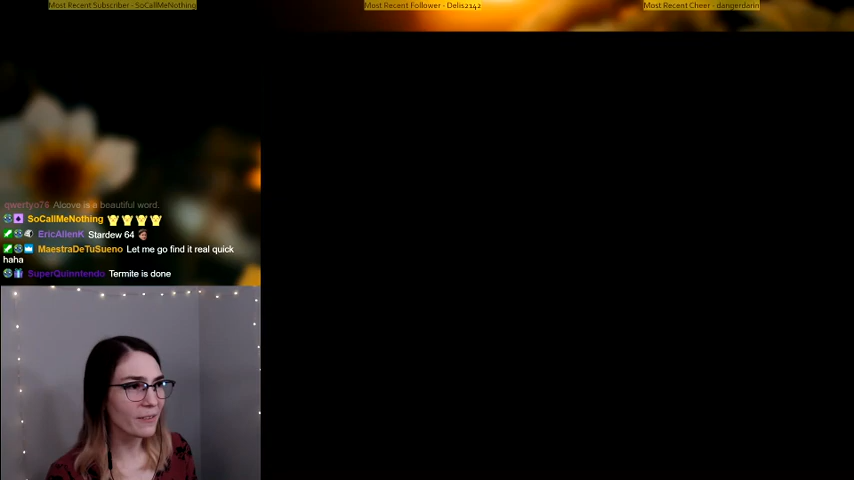 Most Recent Subscriber - SoCallMeNothing
Most Recent Follower - Delis2142
Most Recent Cheer - dangerdarin
qwertyo76 Alcove is a beautiful word.
SoCallMeNothing
EricAllenK Stardew 64
MaestraDeTuSueno Let me go find it real quick
haha
SuperQuinntendo Termite is done